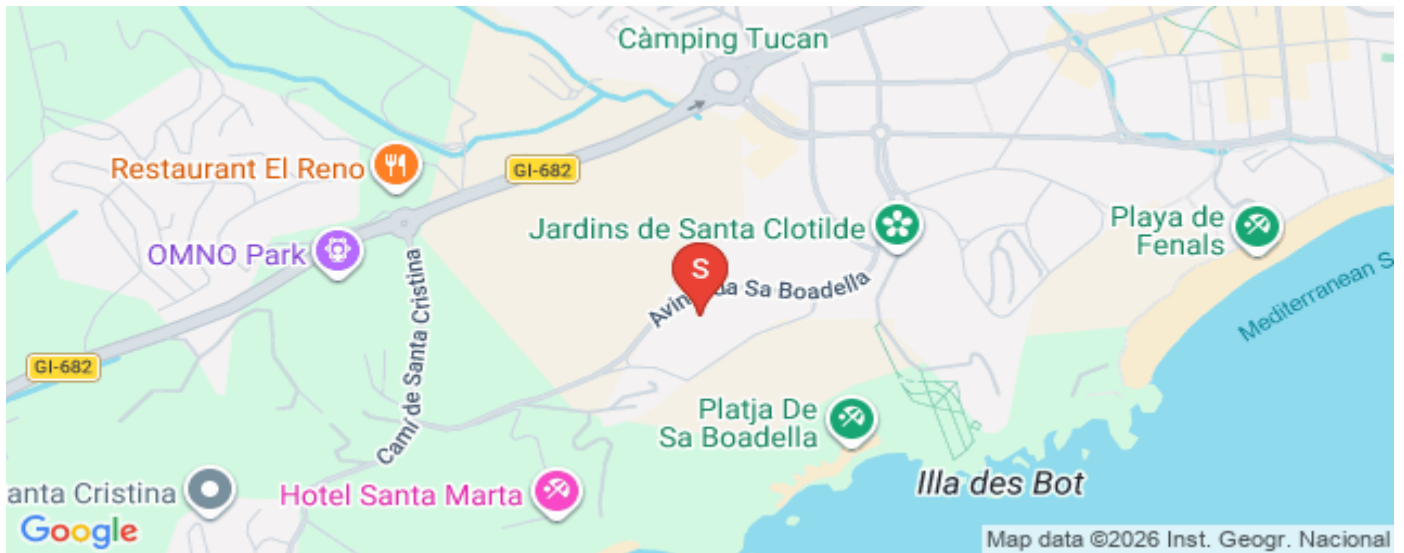 Càmping Tucan
Restaurant El Reno
GI-682
Jardins de Santa Clotilde
Playa de
Fenals
OMNO Park
S
Sa Boadella
Mediterranean S
Camí de Santa Cristina
GI-682
Platja De
Sa Boadella
Illa des Bot
anta Cristina
Hotel Santa Marta
Google
Map data ©2026 Inst. Geogr. Nacional